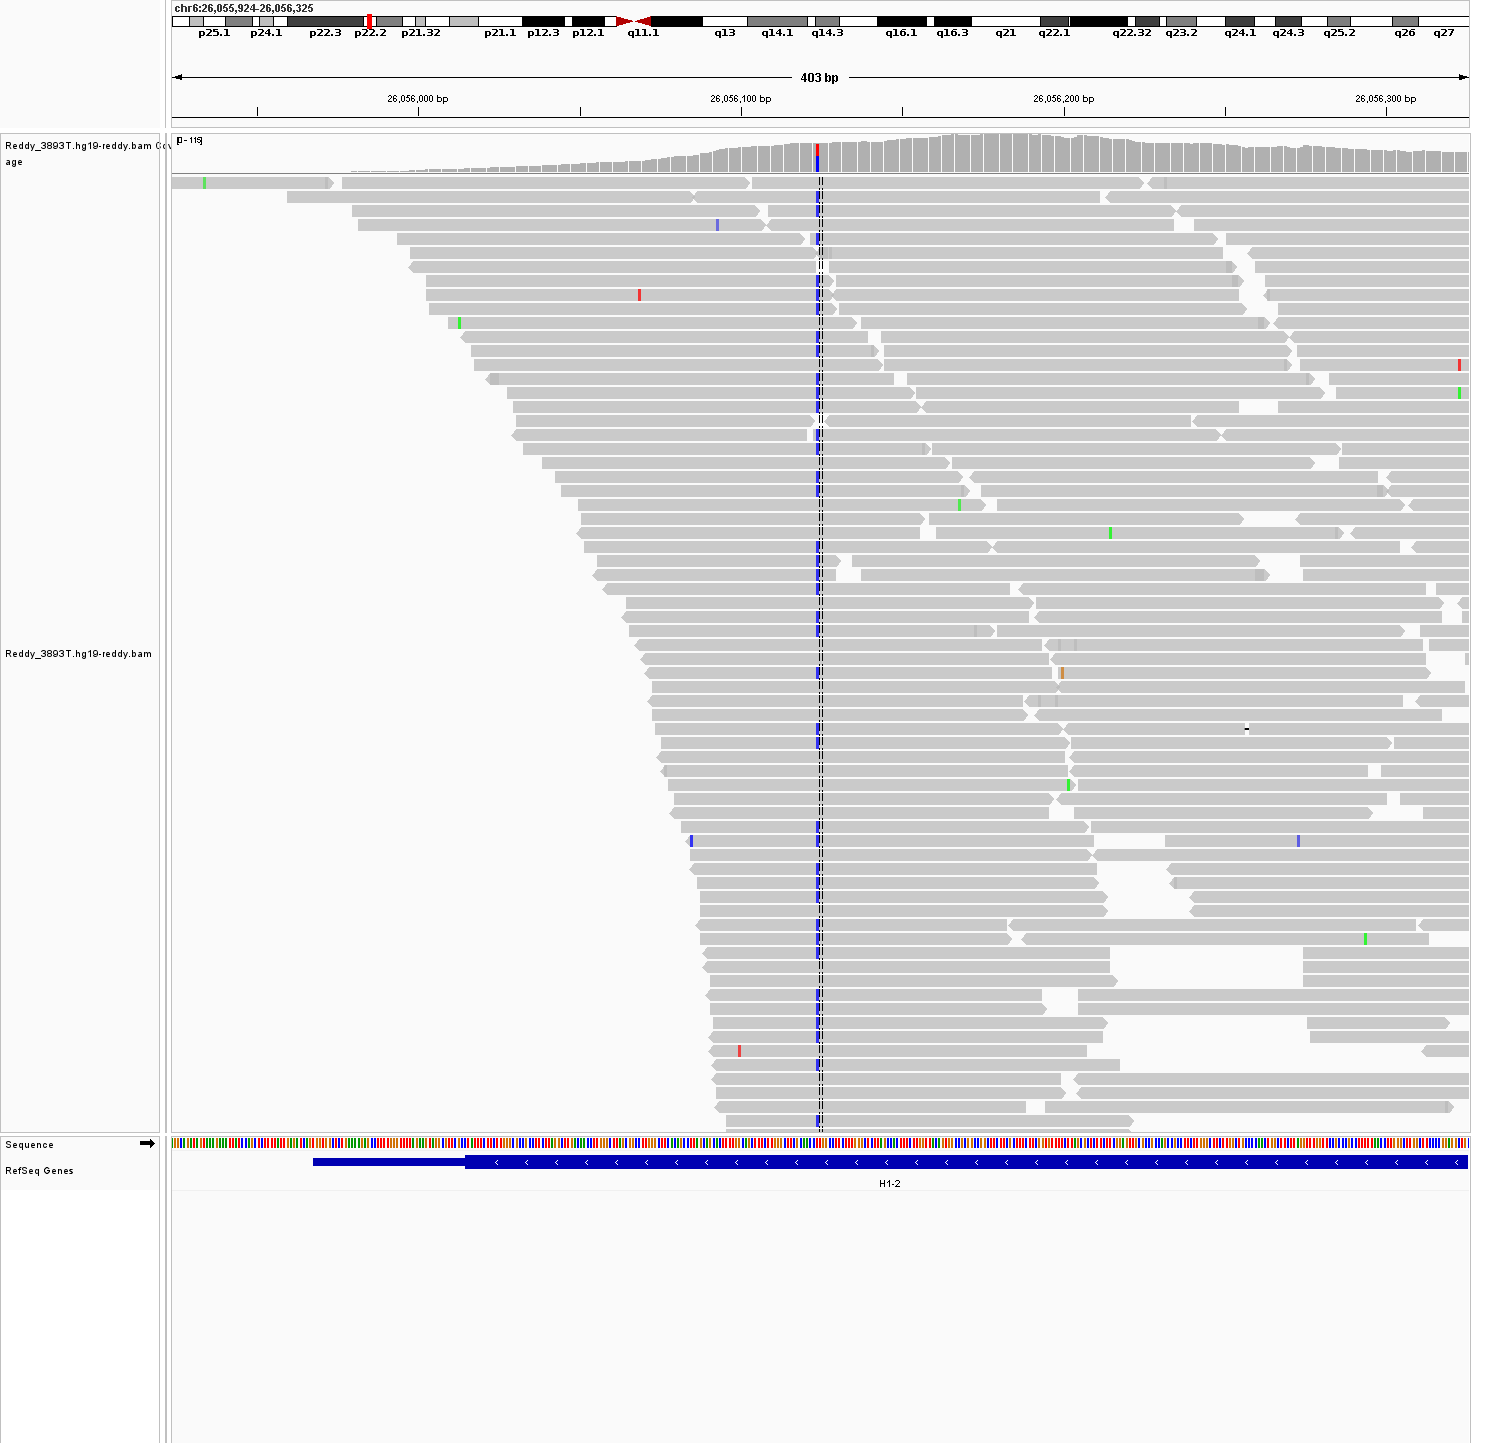 chr6:26,055,924-26,056,325
p25.1 p24.1 p22.3 p22.2 p21.32 p21.1 p12.3 p12.1 q11.1 q13 q14.1 q14.3 q16.1 q16.3 q21 q22.1 q22.32 q23.2 q24.1 q24.3 q25.2 q26 q27
403 bp
26,056,000 bp 26,056,100 bp 26,056,200 bp 26,056,300 bp
Reddy_3893T.hg19-reddy.bam Cov
age
Reddy_3893T.hg19-reddy.bam
Sequence
RefSeq Genes
H1-2